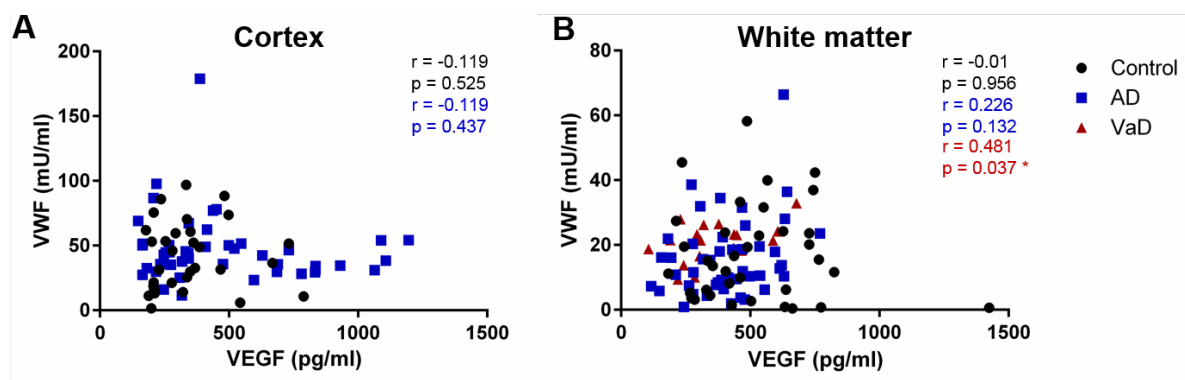 A
Cortex
r = -0.119
p = 0.525
r = -0.119
p = 0.437
200
150
100
50
0
VWF (mU/ml)
0
500
1000
1500
VEGF (pg/ml)
B
White matter
r = -0.01
p = 0.956
r = 0.226
p = 0.132
r = 0.481
p = 0.037 *
80
60
40
20
0
VWF (mU/ml)
0
500
1000
1500
VEGF (pg/ml)
Control
AD
VaD